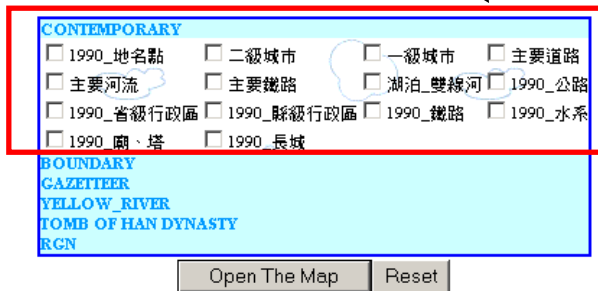 CONTEMPORARY
1990_地名點 二級城市 一級城市 主要道路
主要河流 主要鐵路 湖泊_雙線河 1990_公路
1990_省級行政區 1990_縣級行政區 1990_鐵路 1990_水系
1990_廟、塔 1990_長城
BOUNDARY
GAZETTEER
YELLOW_RIVER
TOMB OF HAN DYNASTY
RGN
Open The Map Reset